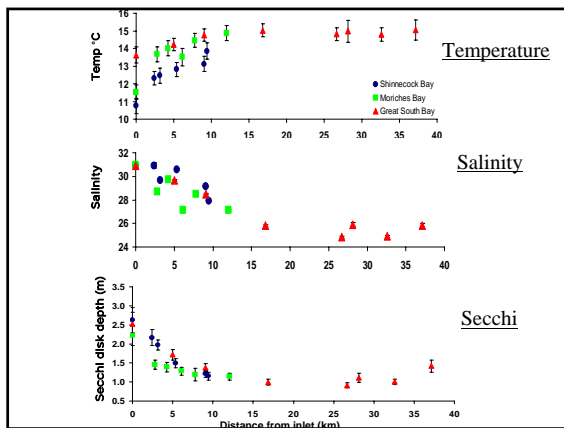 Temp °C
16
15
14
13
12
11
10
0 5 10 15 20 25 30 35 40
Shinnecock Bay
Moriches Bay
Great South Bay
Temperature
Salinity
32
30
28
26
24
0 5 10 15 20 25 30 35 40
Salinity
Secchi disk depth (m)
3.5
3.0
2.5
2.0
1.5
1.0
0.5
0 5 10 15 20 25 30 35 40
Distance from inlet (km)
Secchi